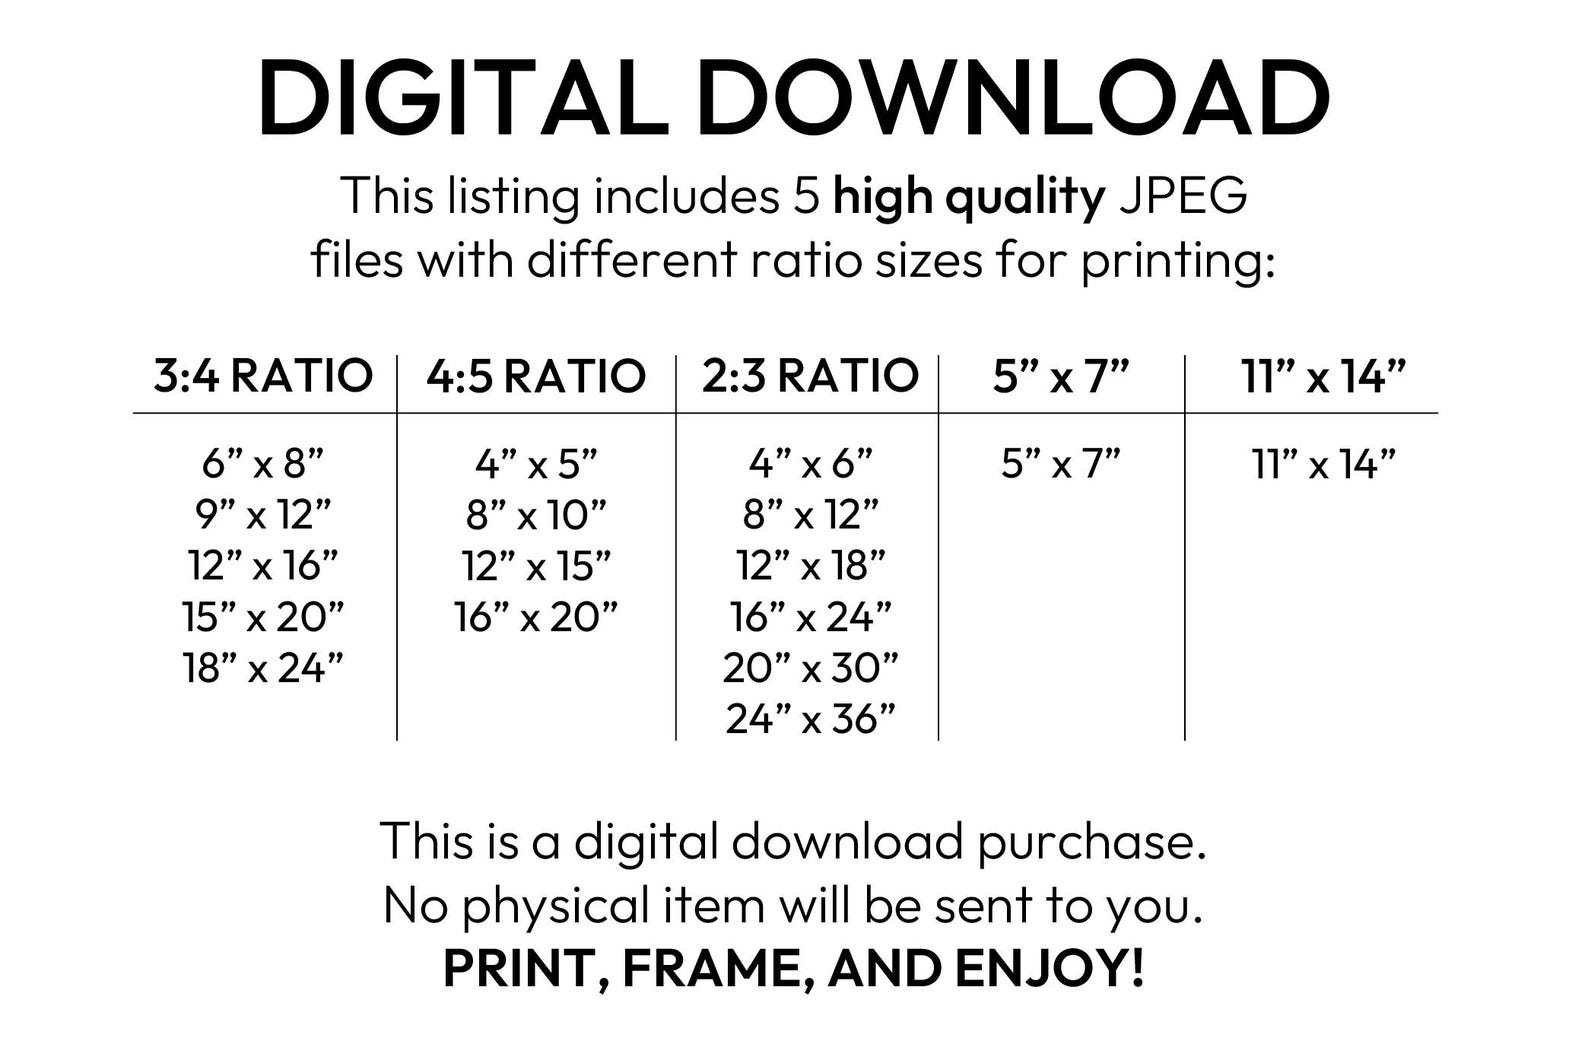 DIGITAL DOWNLOAD
This listing includes 5 high quality JPEG
files with different ratio sizes for printing:
3:4 RATIO 4:5 RATIO 2:3 RATIO 5” x 7” 11” x 14”
6” x 8” 4” x 5” 4” x 6” 5” x 7” 11” x 14”
9” x 12” 8” x 10” 8” x 12”
12” x 16” 12” x 15” 12” x 18”
15” x 20” 16” x 20” 16” x 24”
18” x 24” 20” x 30”
24” x 36”
This is a digital download purchase.
No physical item will be sent to you.
PRINT, FRAME, AND ENJOY!